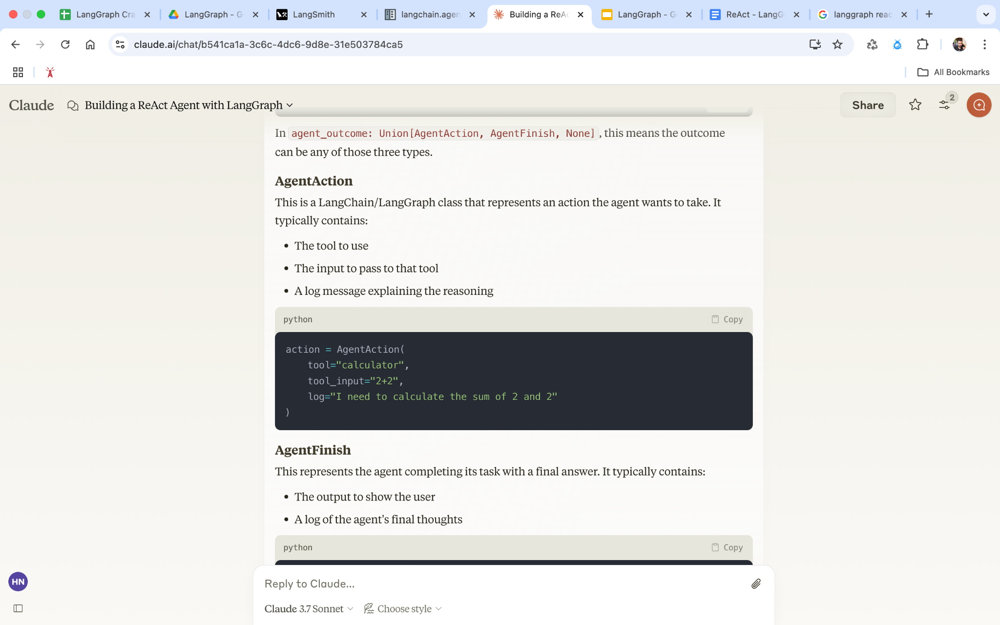 LangGraph Cra
LangGraph - G
LangSmith
langchain.agen
Building a ReA
LangGraph - G
ReAct - LangG
langgraph reac
claude.ai/chat/b541ca1a-3c6c-4dc6-9d8e-31e503784ca5
All Bookmarks
Claude
Building a ReAct Agent with LangGraph
Share
2
In agent_outcome: Union[AgentAction, AgentFinish, None], this means the outcome
can be any of those three types.
AgentAction
This is a LangChain/LangGraph class that represents an action the agent wants to take. It
typically contains:
• The tool to use
• The input to pass to that tool
• A log message explaining the reasoning
python
Copy
action = AgentAction(
    tool="calculator",
    tool_input="2+2",
    log="I need to calculate the sum of 2 and 2"
)
AgentFinish
This represents the agent completing its task with a final answer. It typically contains:
• The output to show the user
• A log of the agent's final thoughts
python
Copy
HN
Reply to Claude...
Claude 3.7 Sonnet
Choose style